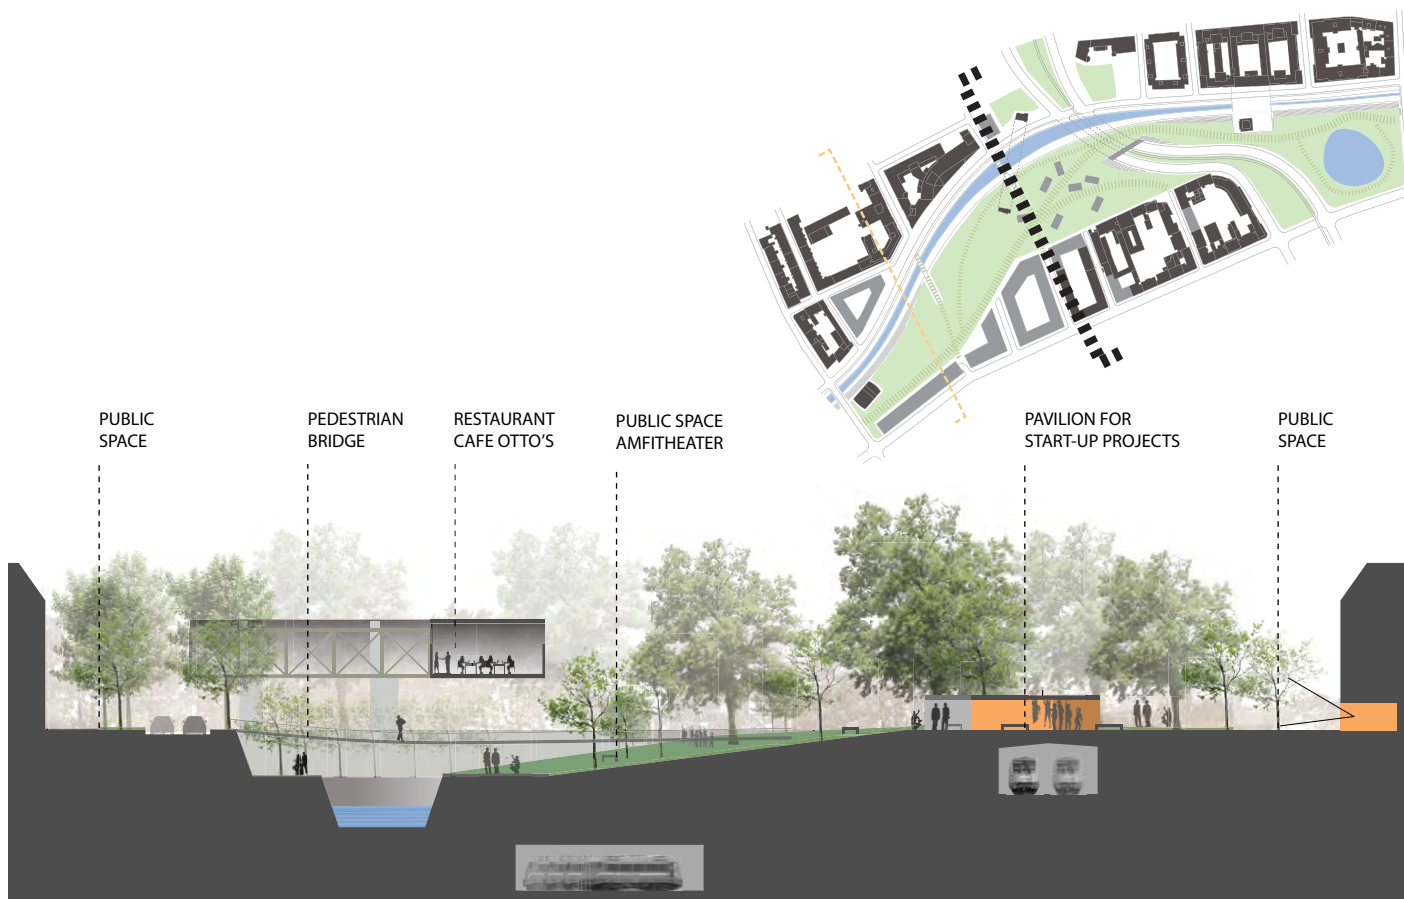 PUBLIC
SPACE
PEDESTRIAN
BRIDGE
RESTAURANT
CAFE OTTO'S
PUBLIC SPACE
AMFITHEATER
PAVILION FOR
START-UP PROJECTS
PUBLIC
SPACE